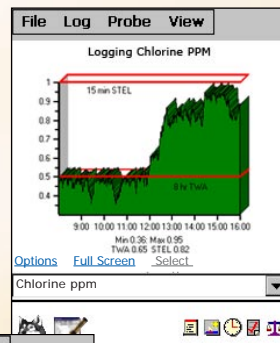 File Log Probe View
Logging Chlorine PPM
1
15 min STEL
0.9
0.8
0.7
0.6
0.5
8 hr TWA
0.4
9:00 10:00 11:00 12:00 13:00 14:00 15:00 16:00
Min 0.36: Max 0.95
TWA 0.65 STEL 0.82
Options Full Screen Select
Chlorine ppm